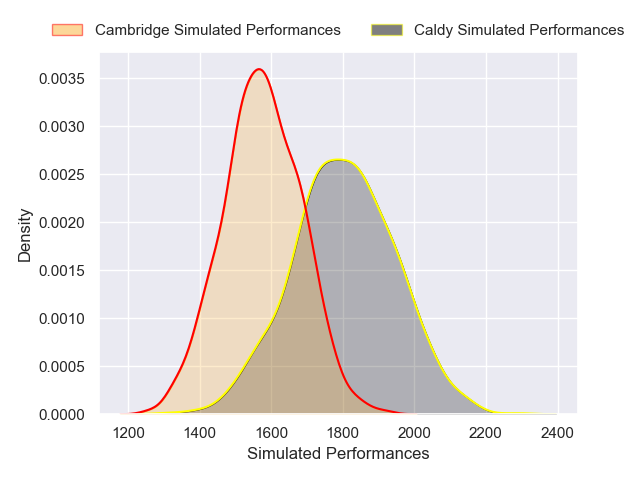 Cambridge Simulated Performances Caldy Simulated Performances
0.0035
0.0030
0.0025
0.0020
0.0015
0.0010
0.0005
0.0000
Density
1200 1400 1600 1800 2000 2200 2400
Simulated Performances